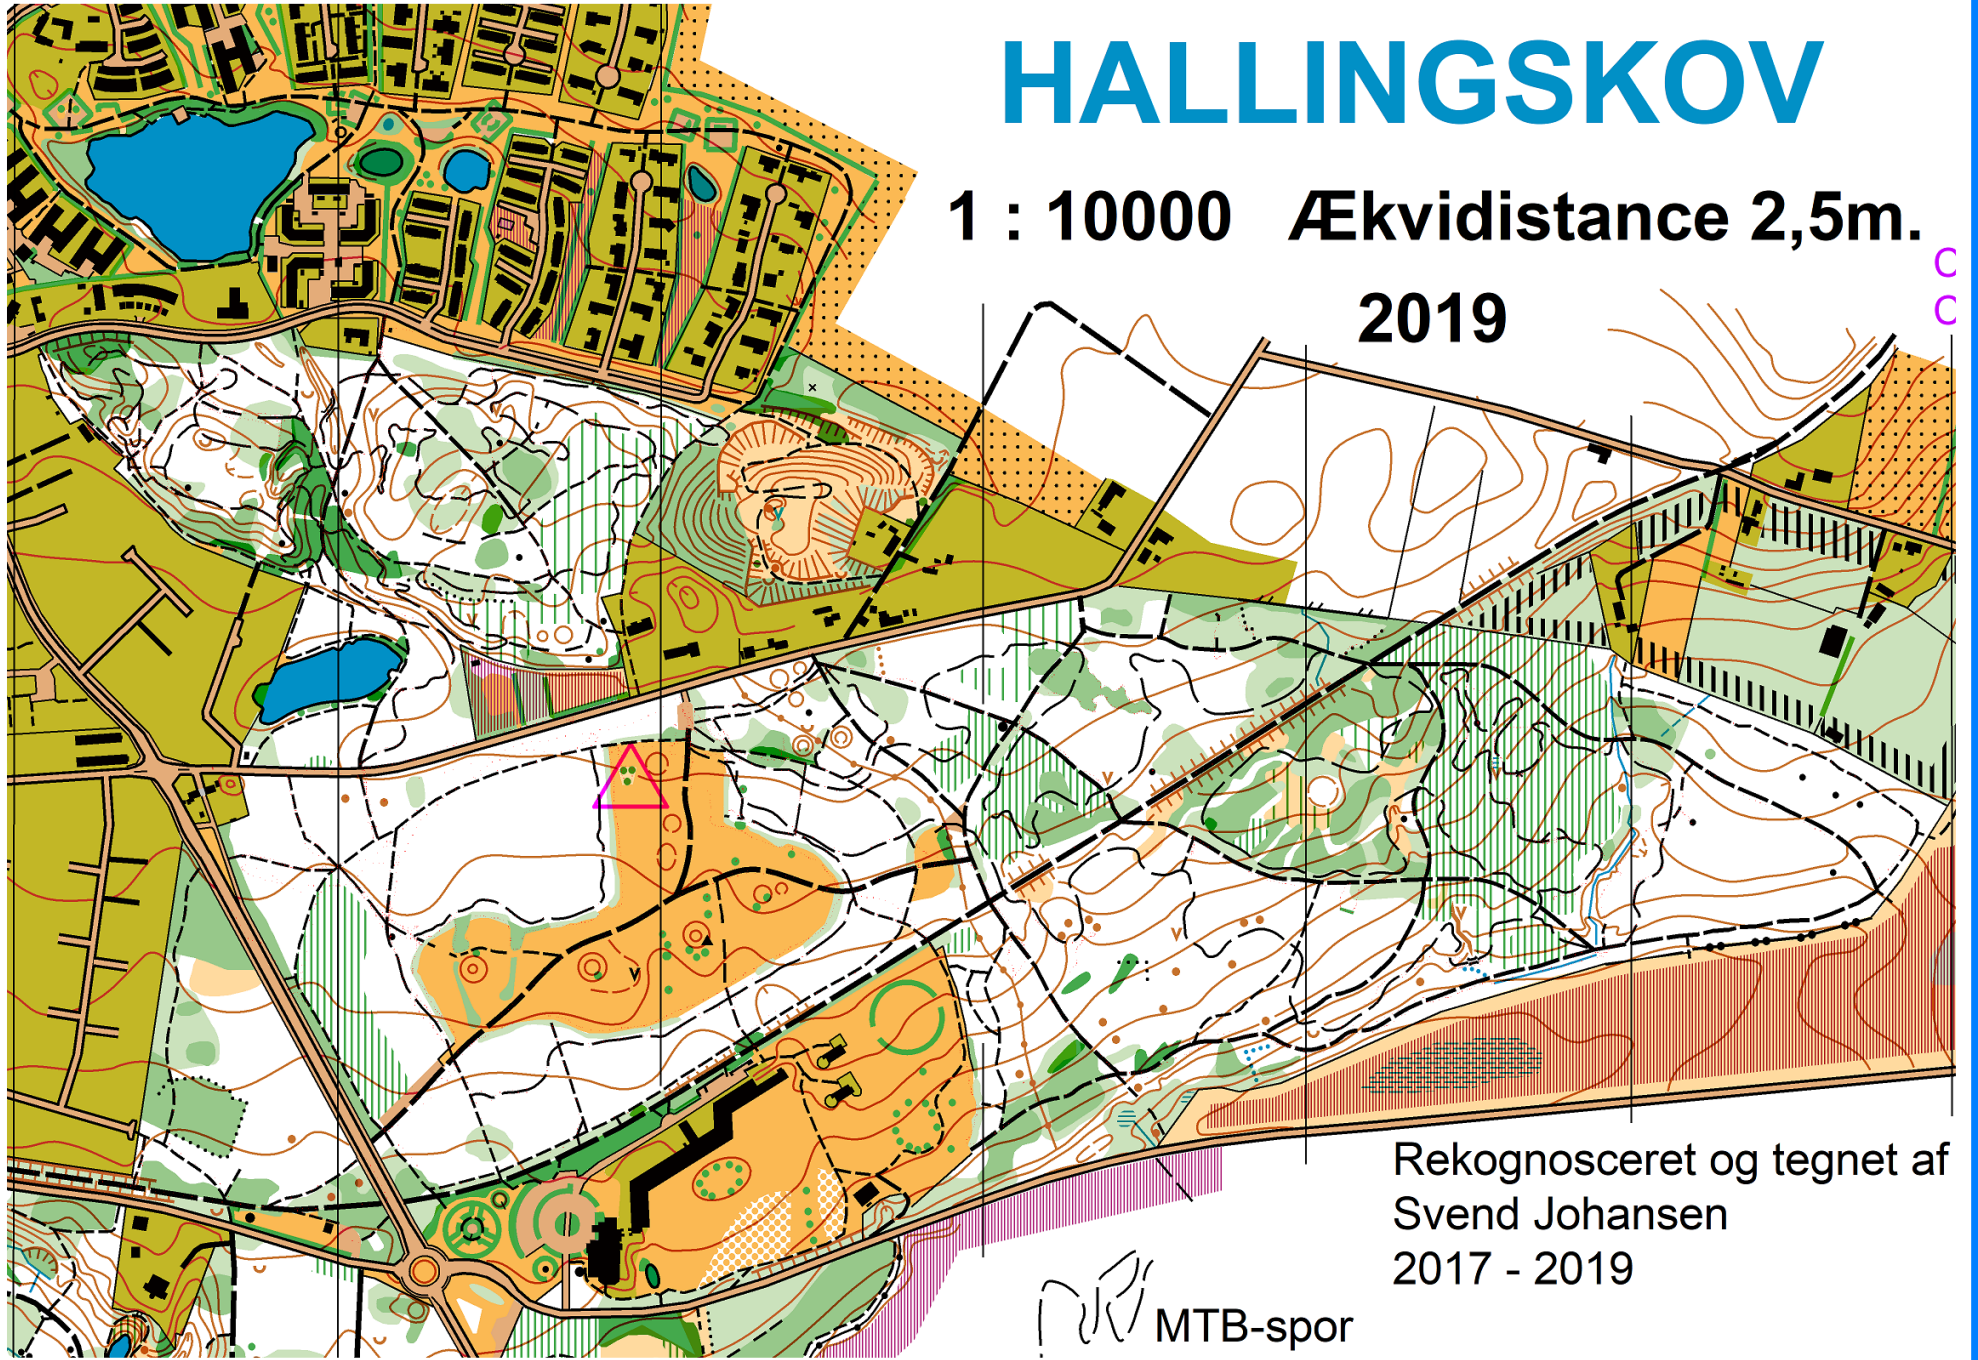 HALLINGSKOV
1 : 10000 Ækvidistance 2,5m.
2019
Rekognosceret og tegnet af
Svend Johansen
2017 - 2019
MTB-spor